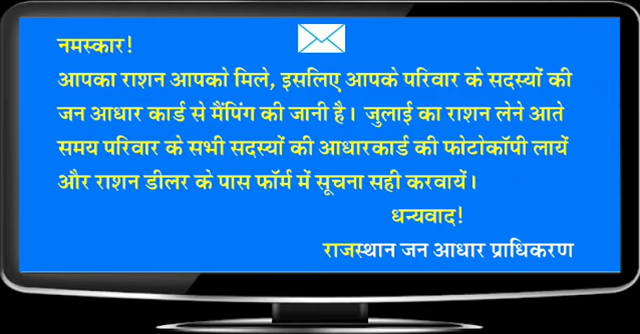 नमस्कार!
आपका राशन आपको मिले, इसलिए आपके परिवार के सदस्यों की
जन आधार कार्ड से मैंपिंग की जानी है। जुलाई का राशन लेने आते
समय परिवार के सभी सदस्यों की आधारकार्ड की फोटोकॉपी लायें
और राशन डीलर के पास फॉर्म में सूचना सही करवायें।
धन्यवाद!
राजस्थान जन आधार प्राधिकरण